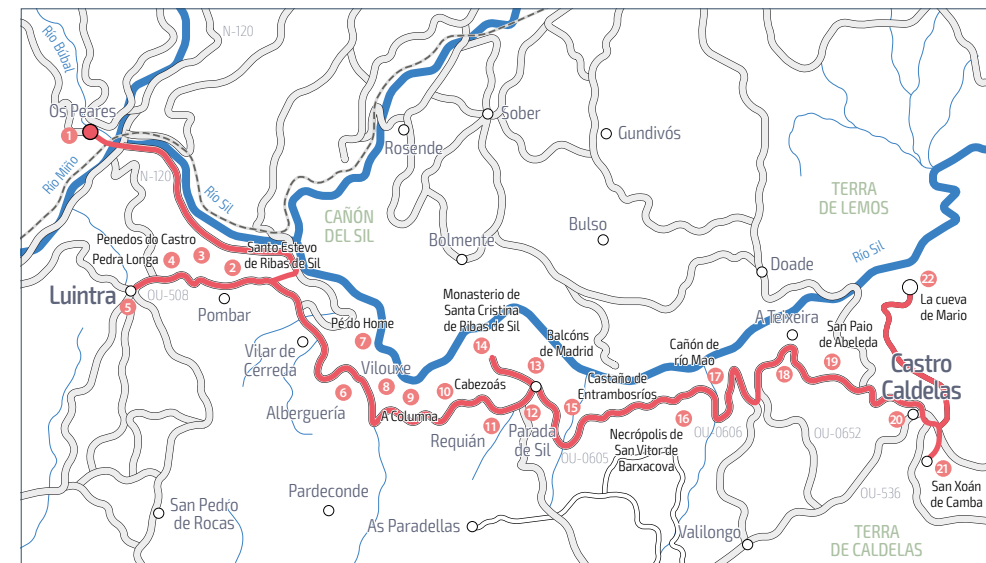 Río Búbal
N-120
Os Peares
1
Río Miño
N-120
Río Sil
Sober
Rosende
Gundivós
CAÑÓN
DEL SIL
TERRA
DE LEMOS
Bulso
Bolmente
Doade
Río Sil
Penedos do Castro
Pedra Longa
4
3
2
Santo Estevo
de Ribas de Sil
Luintra
5
OU-508
Pombar
Vilar de
Cerreda
Pé do Home
7
Monasterio de
Santa Cristina
de Ribas de Sil
14
Balcóns
de Madrid
13
Vilouxe
8
9
6
Alberguería
A Columna
10
Cabezoás
11
Requián
12
Parada
de Sil
15
OU-0605
Castaño de
Entrambosríos
Cañón de
río Mao
17
16
Necrópolis de
San Vitor de
Barxacova
OU-0606
A Teixeira
18
San Paio
de Abeleda
19
22
La cueva
de Mario
Castro
Caldelas
20
OU-0652
21
San Xoán
de Camba
OU-536
San Pedro
de Rocas
Pardeconde
As Paradellas
Valilongo
TERRA
DE CALDELAS